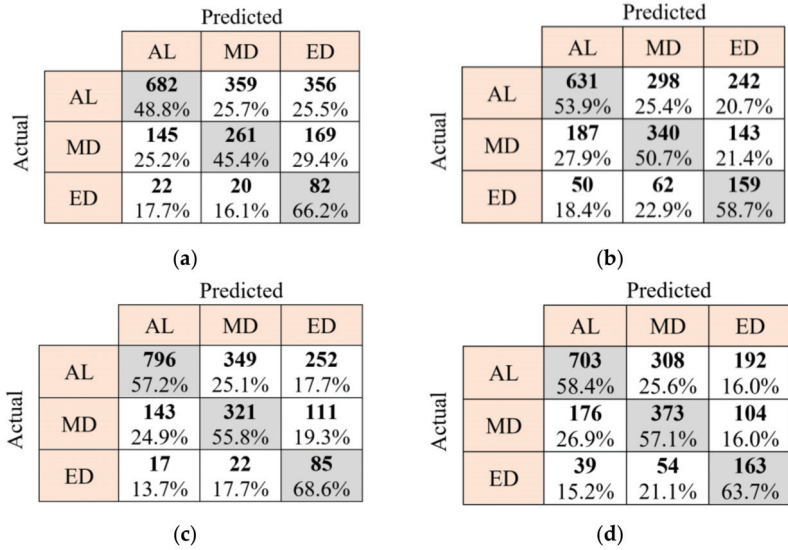 Predicted
AL MD ED
Actual
AL 682 359 356
48.8% 25.7% 25.5%
MD 145 261 169
25.2% 45.4% 29.4%
ED 22 20 82
17.7% 16.1% 66.2%
(a)
Predicted
AL MD ED
Actual
AL 631 298 242
53.9% 25.4% 20.7%
MD 187 340 143
27.9% 50.7% 21.4%
ED 50 62 159
18.4% 22.9% 58.7%
(b)
Predicted
AL MD ED
Actual
AL 796 349 252
57.2% 25.1% 17.7%
MD 143 321 111
24.9% 55.8% 19.3%
ED 17 22 85
13.7% 17.7% 68.6%
(c)
Predicted
AL MD ED
Actual
AL 703 308 192
58.4% 25.6% 16.0%
MD 176 373 104
26.9% 57.1% 16.0%
ED 39 54 163
15.2% 21.1% 63.7%
(d)